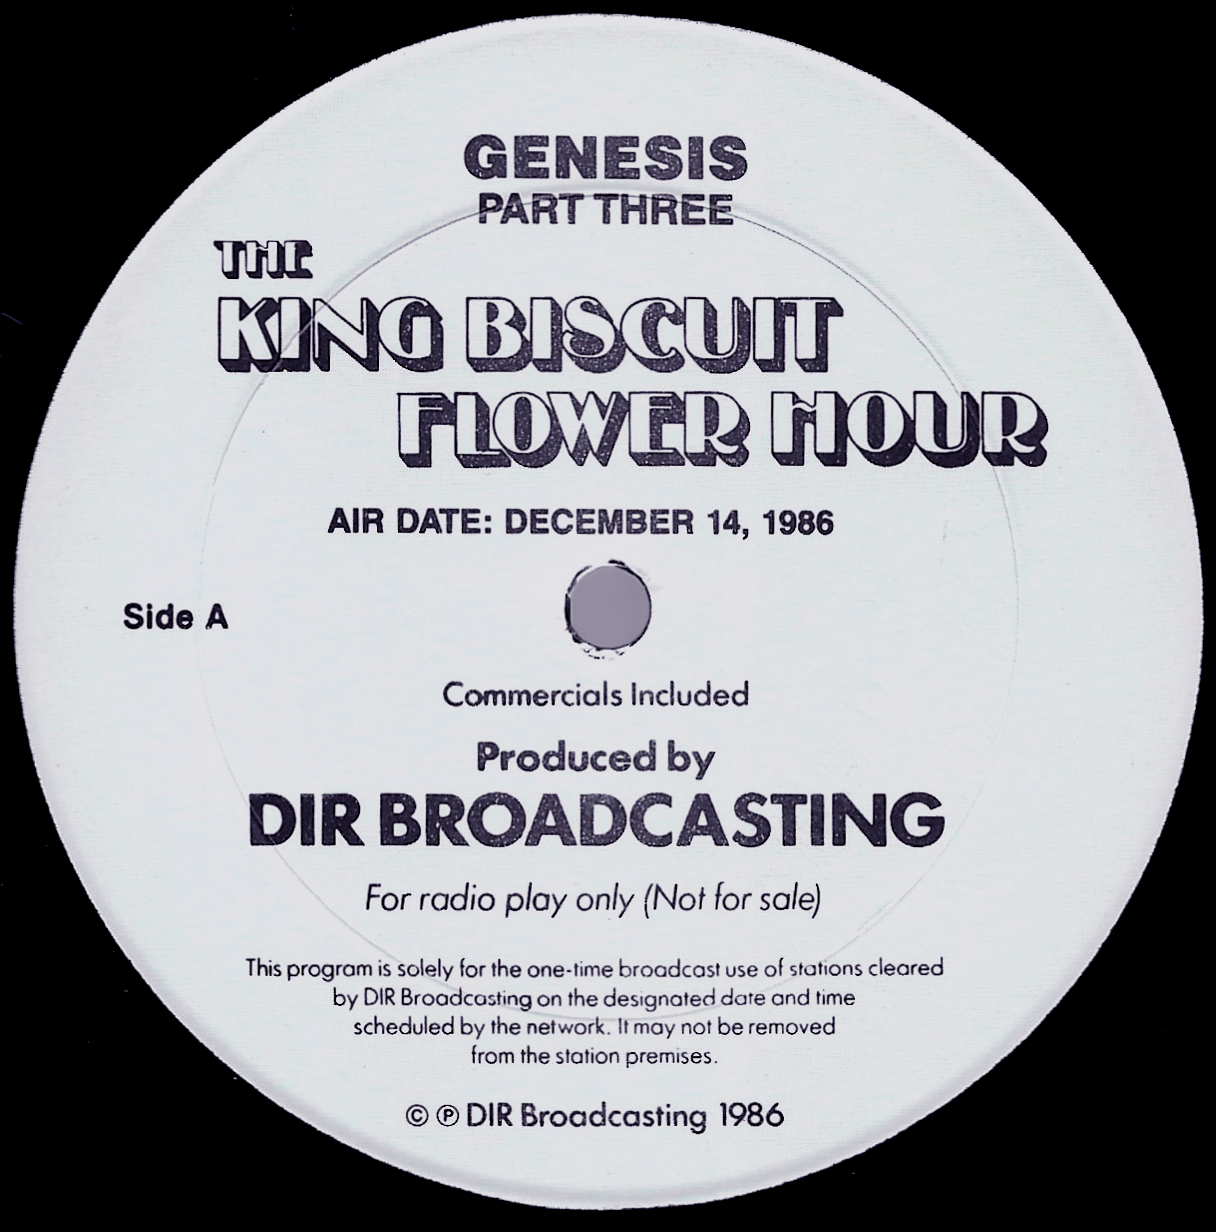 GENESIS
PART THREE
THE
KING BISCUIT
FLOWER HOUR
AIR DATE: DECEMBER 14, 1986
Side A
Commercials Included
Produced by
DIR BROADCASTING
For radio play only (Not for sale)
This program is solely for the one-time broadcast use of stations cleared
by DIR Broadcasting on the designated date and time
scheduled by the network. It may not be removed
from the station premises.
© ℗ DIR Broadcasting 1986